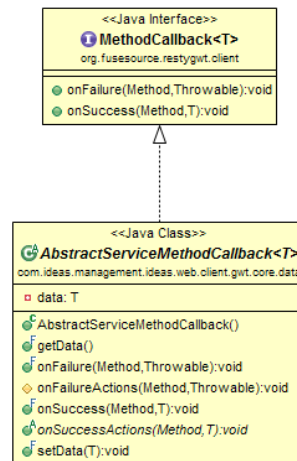 <<Java Interface>>
I MethodCallback<T>
org.fusesource.restygwt.client
onFailure(Method,Throwable):void
onSuccess(Method,T):void
<<Java Class>>
C A AbstractServiceMethodCallback<T>
com.ideas.management.ideas.web.client.gwt.core.data
data: T
C AbstractServiceMethodCallback()
F getData()
F onFailure(Method,Throwable):void
onFailureActions(Method,Throwable):void
F onSuccess(Method,T):void
A onSuccessActions(Method,T):void
F setData(T):void